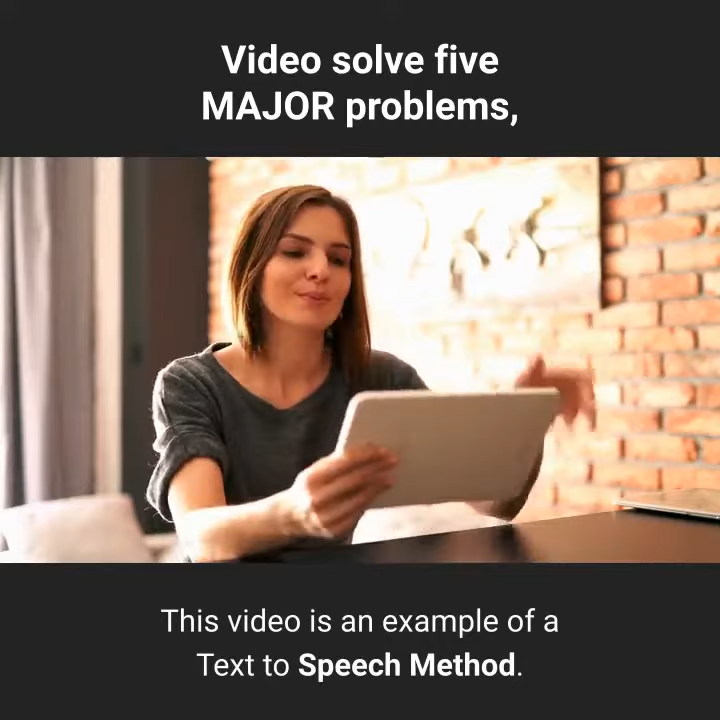 Video solve five
MAJOR problems,
This video is an example of a
Text to Speech Method.